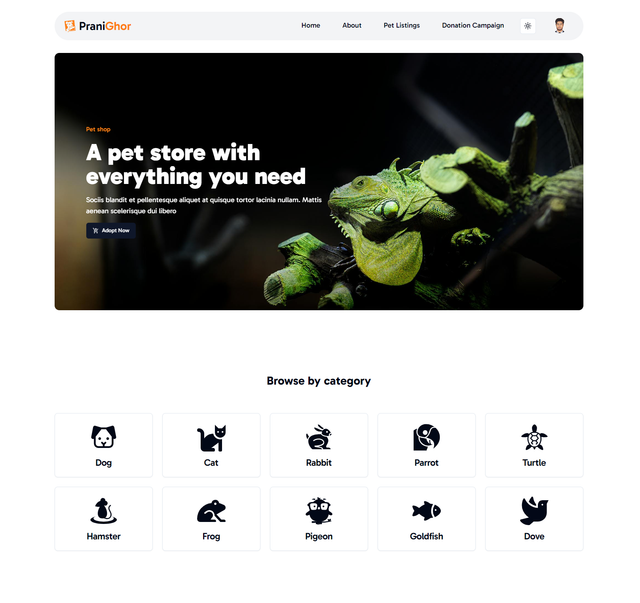 PraniGhor
Home About Pet Listings Donation Campaign
Pet shop
A pet store with
everything you need
Sociis blandit et pellentesque aliquet at quisque tortor lacinia nullam. Mattis
aenean scelerisque dui libero
Adopt Now
Browse by category
Dog Cat Rabbit Parrot Turtle
Hamster Frog Pigeon Goldfish Dove